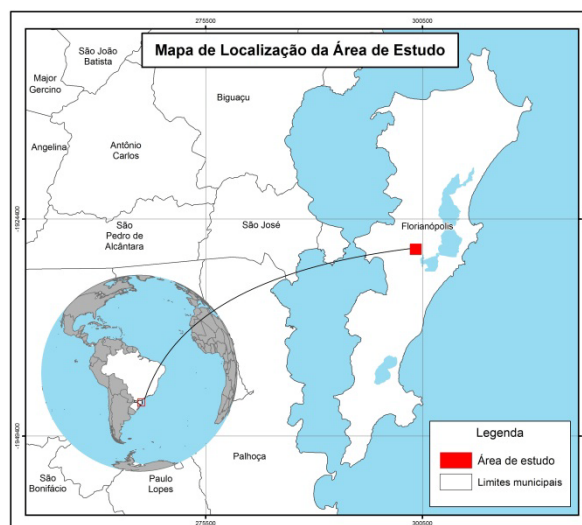 275500
300500
Mapa de Localização da Área de Estudo
São João
Batista
Major
Gercino
Biguaçu
Angelina
Antônio
Carlos
-1924400
São
Pedro de
Alcântara
São José
Florianópolis
-1949400
Palhoça
São
Bonifácio
Paulo
Lopes
Legenda
Área de estudo
Limites municipais
275500
300500